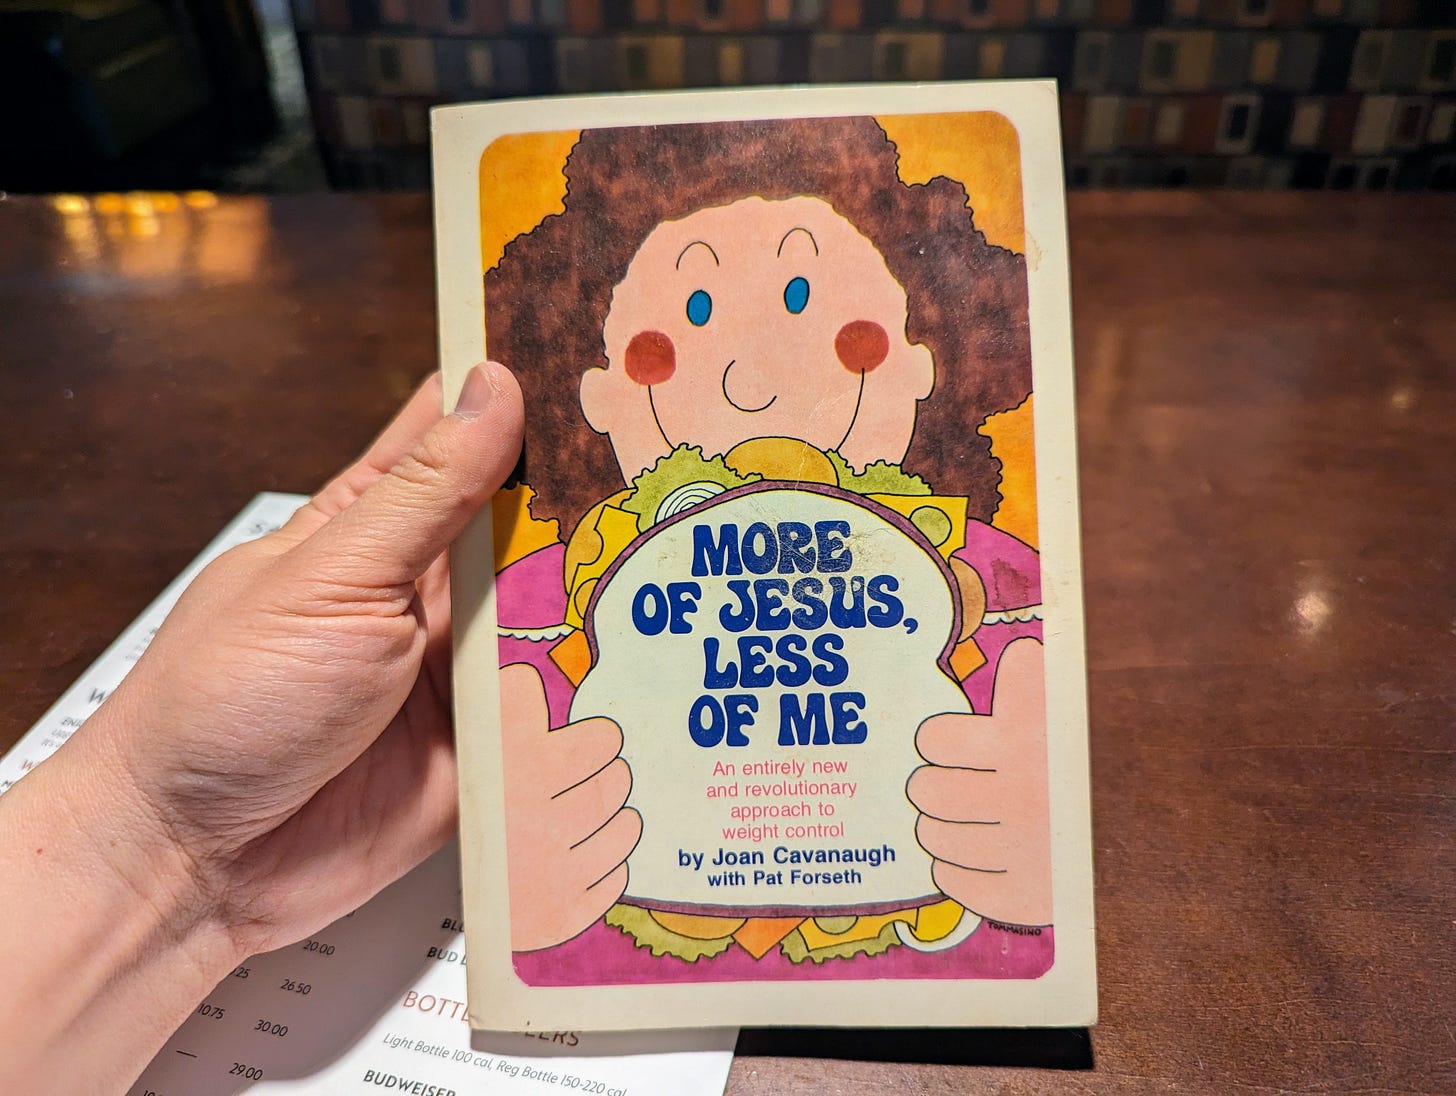 MORE
OF JESUS,
LESS
OF ME
An entirely new
and revolutionary
approach to
weight control
by Joan Cavanaugh
with Pat Forseth
TOMMASINO
20.00
26.50
10.75 30.00
29.00
BUD
BOTT
Light Bottle 100 cal, Reg Bottle 150-220 cal
BUDWEISER